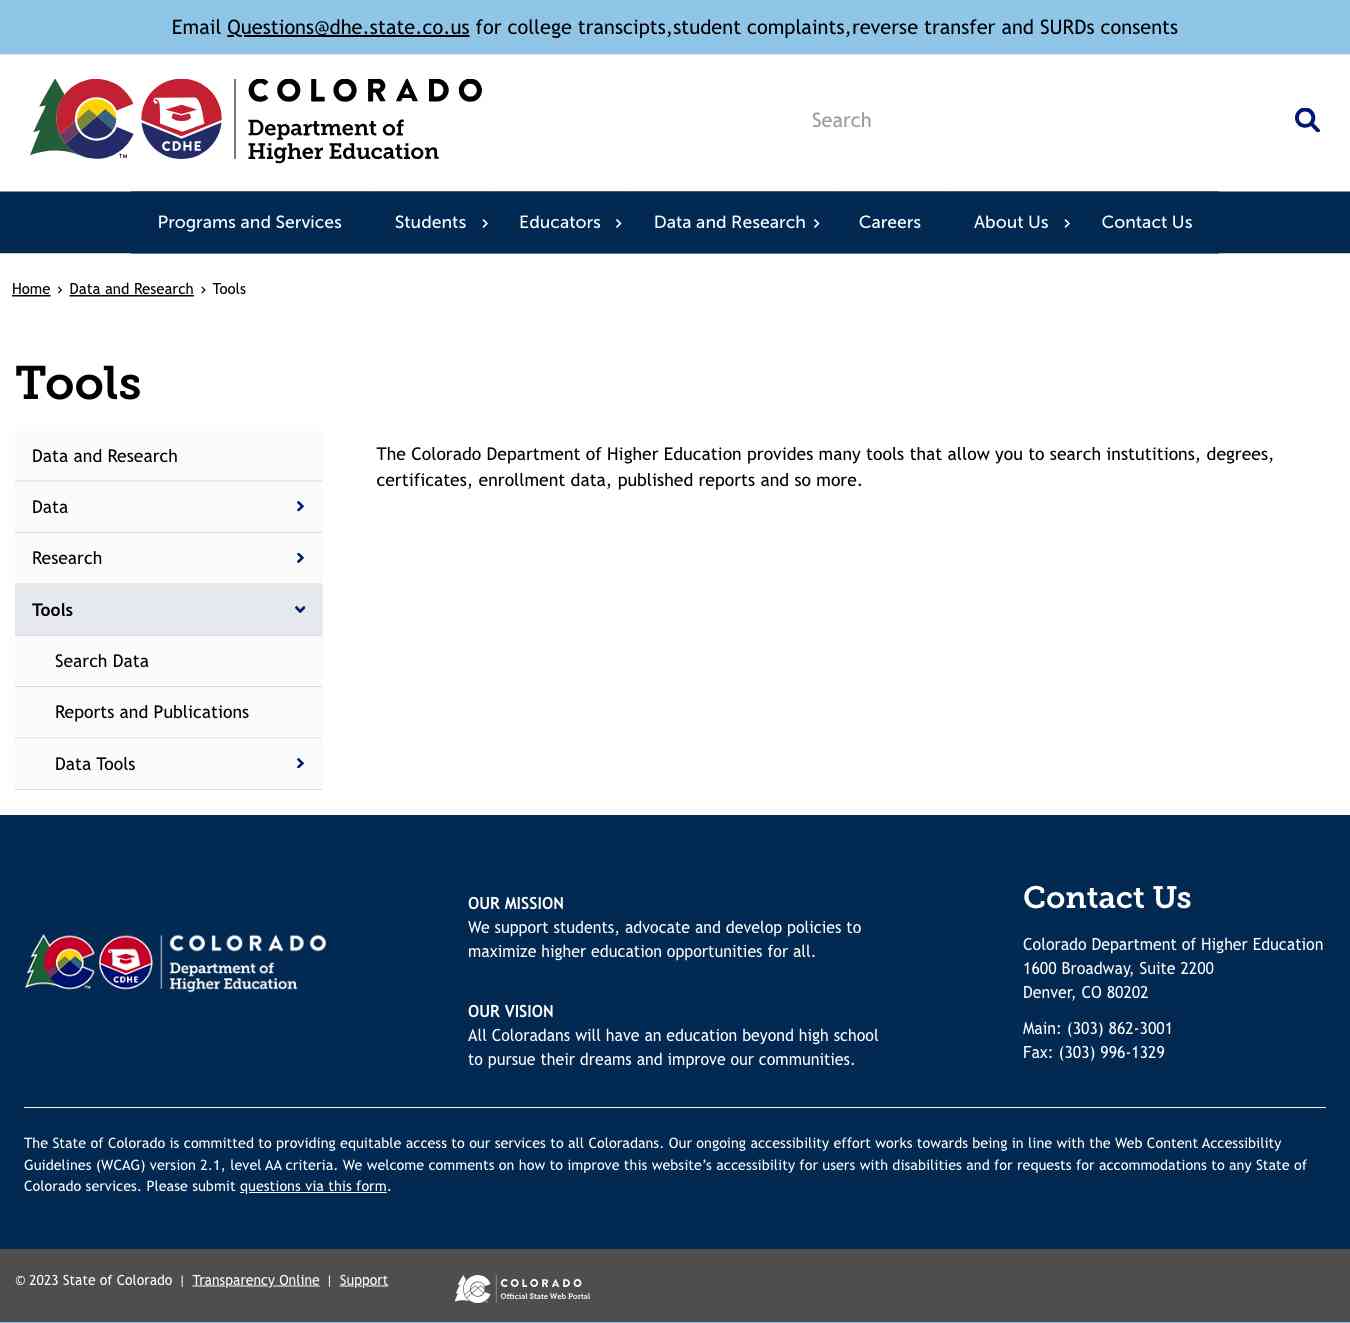 Email Questions@dhe.state.co.us for college transcipts,student complaints,reverse transfer and SURDs consents
CDHE
TM
COLORADO
Department of
Higher Education
Search
Programs and Services
Students
Educators
Data and Research
Careers
About Us
Contact Us
Home › Data and Research › Tools
Tools
Data and Research
Data
Research
Tools
Search Data
Reports and Publications
Data Tools
The Colorado Department of Higher Education provides many tools that allow you to search instutitions, degrees,
certificates, enrollment data, published reports and so more.
CDHE
TM
COLORADO
Department of
Higher Education
OUR MISSION
We support students, advocate and develop policies to
maximize higher education opportunities for all.
OUR VISION
All Coloradans will have an education beyond high school
to pursue their dreams and improve our communities.
Contact Us
Colorado Department of Higher Education
1600 Broadway, Suite 2200
Denver, CO 80202
Main: (303) 862-3001
Fax: (303) 996-1329
The State of Colorado is committed to providing equitable access to our services to all Coloradans. Our ongoing accessibility effort works towards being in line with the Web Content Accessibility
Guidelines (WCAG) version 2.1, level AA criteria. We welcome comments on how to improve this website’s accessibility for users with disabilities and for requests for accommodations to any State of
Colorado services. Please submit questions via this form.
© 2023 State of Colorado | Transparency Online | Support
COLORADO
Official State Web Portal